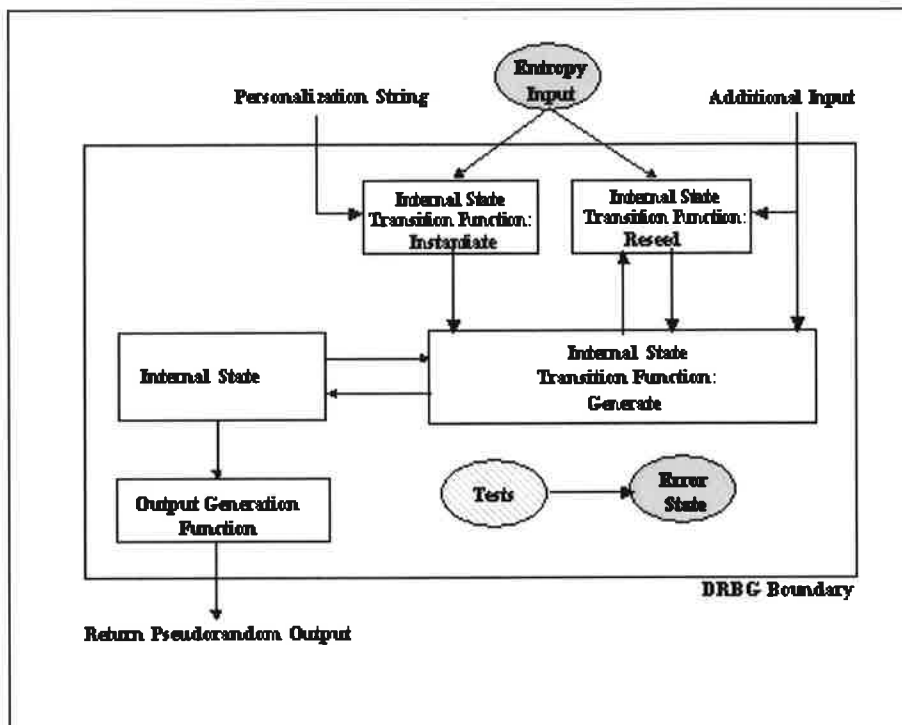 Entropy
Input
Personalization String
Additional Input
Internal State
Transition Function:
Instantiate
Internal State
Transition Function:
Reseed
Internal State
Internal State
Transition Function:
Generate
Output Generation
Function
Tests
Error
State
DRBG Boundary
Return Pseudorandom Output